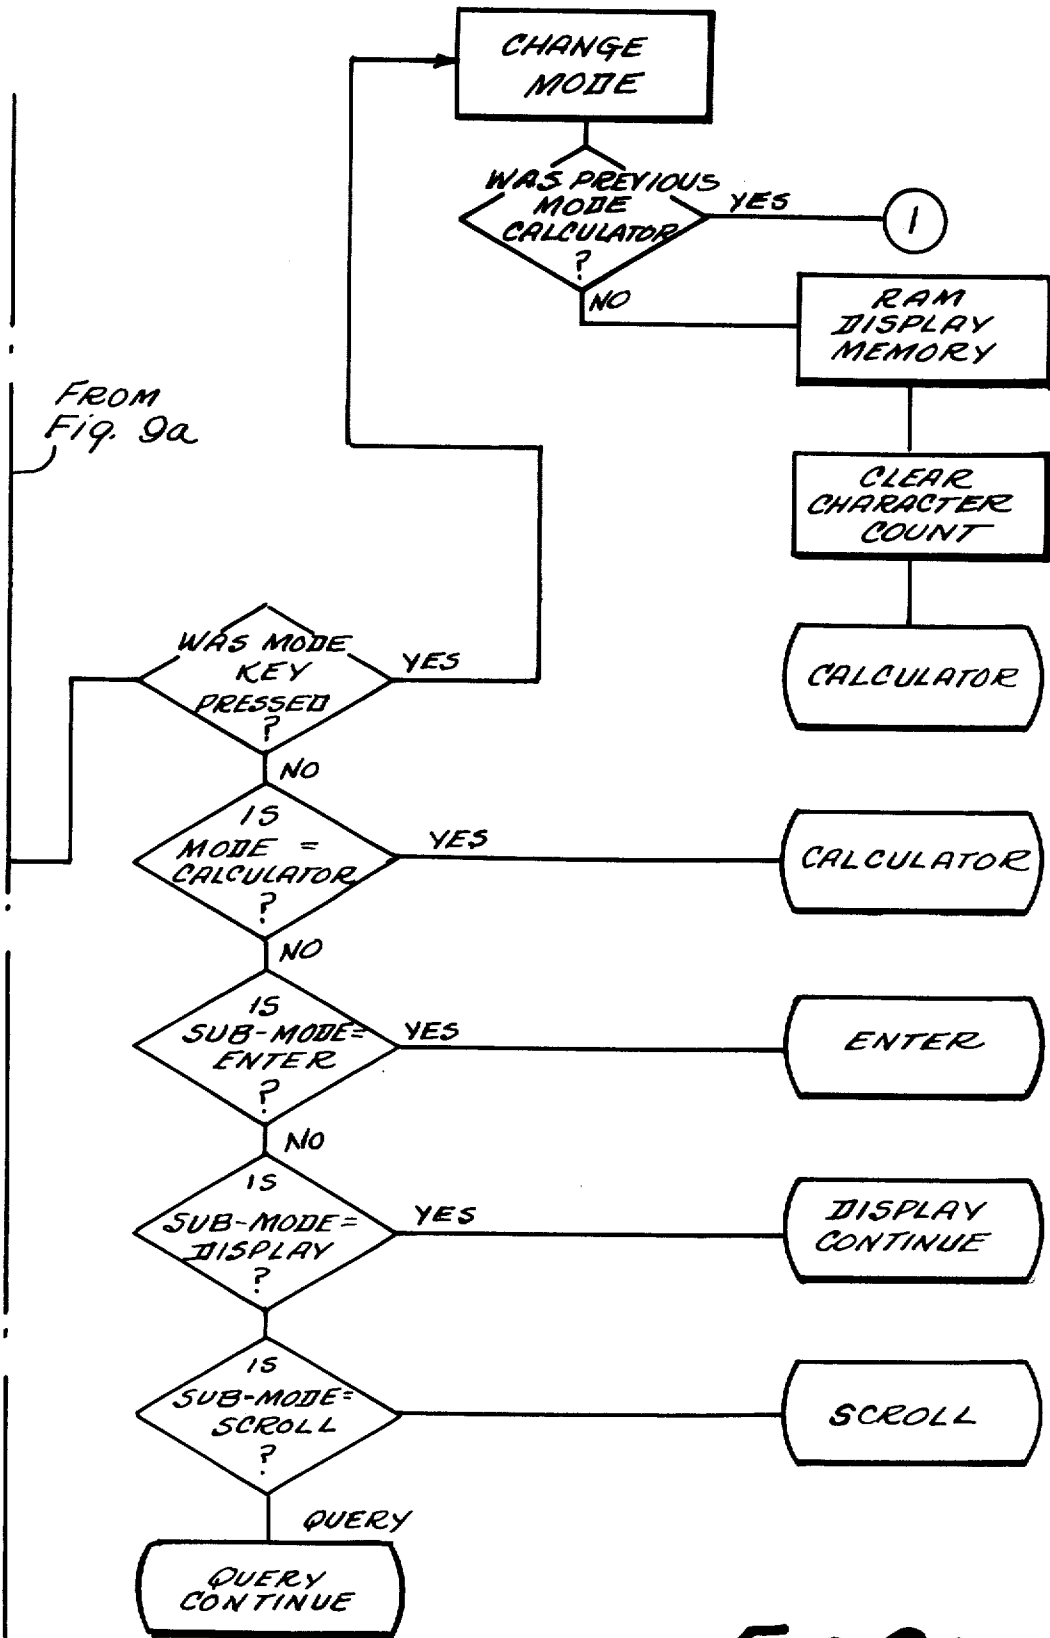 CHANGE
MODE
WAS PREVIOUS
MODE
CALCULATOR
?
YES
1
NO
RAM
DISPLAY
MEMORY
FROM
Fig. 9a
CLEAR
CHARACTER
COUNT
WAS MODE
KEY
PRESSED
?
YES
CALCULATOR
NO
IS
MODE =
CALCULATOR
?
YES
CALCULATOR
NO
IS
SUB-MODE=
ENTER
?
YES
ENTER
NO
IS
SUB-MODE=
DISPLAY
?
YES
DISPLAY
CONTINUE
IS
SUB-MODE=
SCROLL
?
SCROLL
QUERY
QUERY
CONTINUE